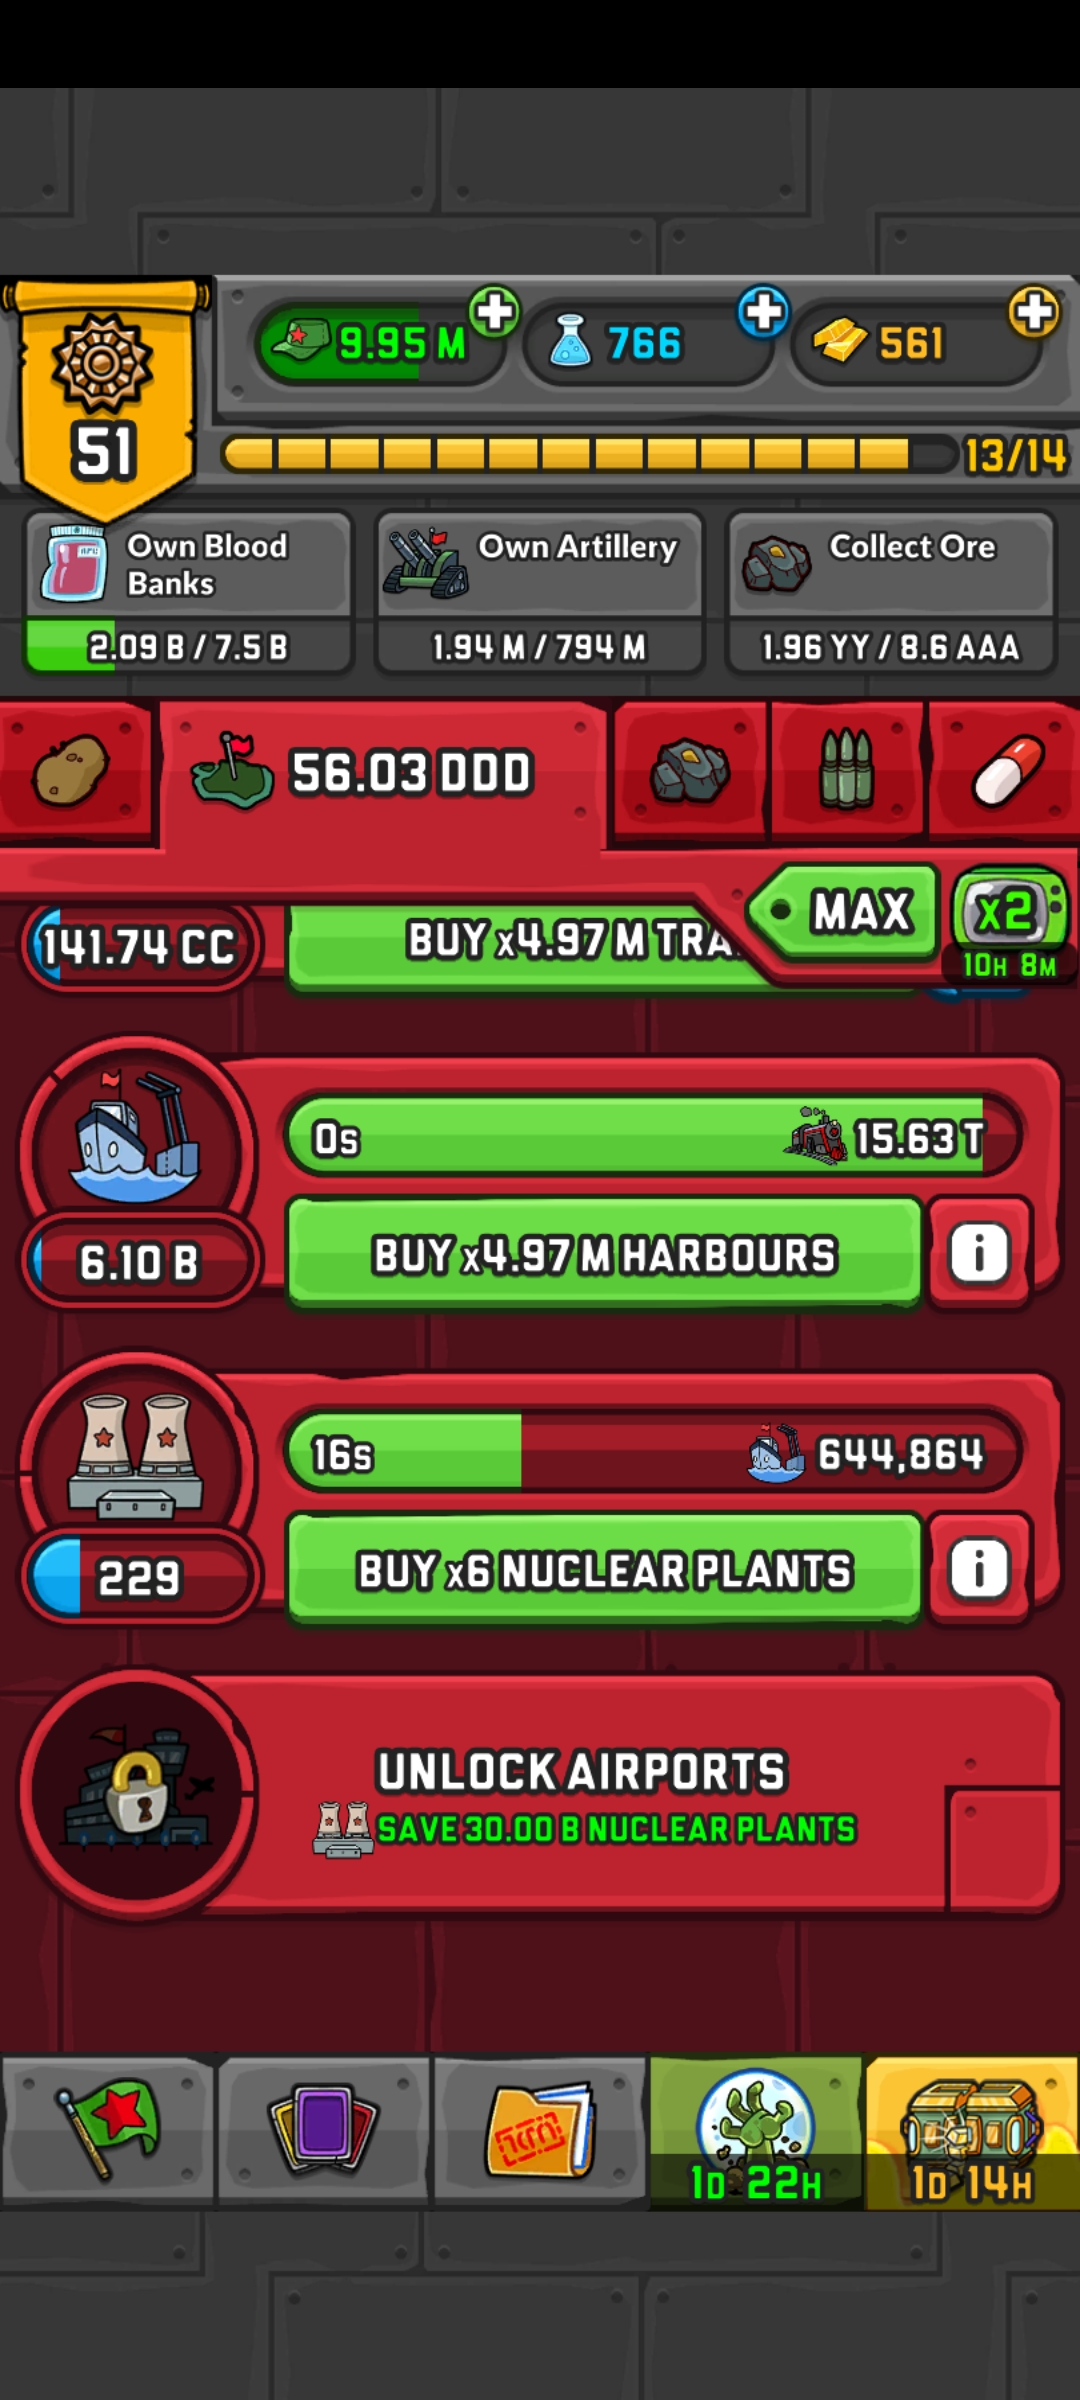 9.95 M
766
561
51
13/14
Own Blood
Banks
2.09 B / 7.5 B
Own Artillery
1.94 M / 794 M
Collect Ore
1.96 YY / 8.6 AAA
56.03 DDD
MAX
x2
10H 8M
141.74 CC
BUY x4.97 M TRA
0s
15.63 T
6.10 B
BUY x4.97 M HARBOURS
i
16s
644,864
229
BUY x6 NUCLEAR PLANTS
i
UNLOCK AIRPORTS
SAVE 30.00 B NUCLEAR PLANTS
1D 22H
1D 14H